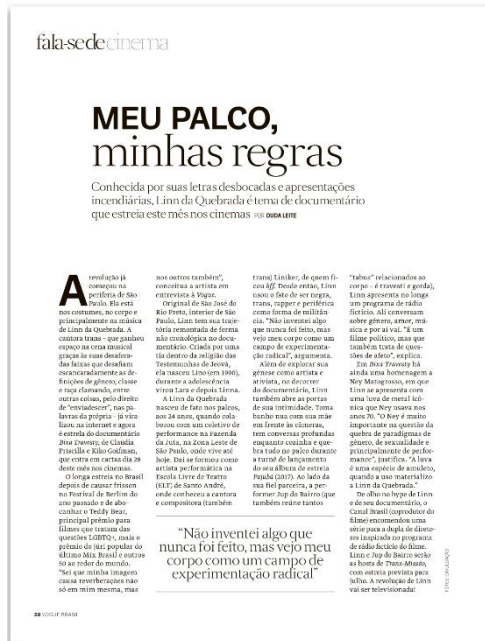 fala-se de cinema
MEU PALCO,
minhas regras
Conhecida por suas letras desbocadas e apresentações
incendiárias, Linn da Quebrada é tema de documentário
que estreia este mês nos cinemas POR DUDA LEITE
A revolução já
começou na
periferia de São
Paulo. Ela está
nos costumes, no corpo e
principalmente na música
de Linn da Quebrada. A
cantora trans – que ganhou
espaço na cena musical
graças às suas desafora-
das faixas que desafiam
escancaradamente as de-
finições de gênero, classe
e raça clamando, entre
outras coisas, pelo direito
de “enviadescer”, nas pa-
lavras da própria – já vira-
lizou na internet e agora
é estrela do documentário
Bixa Travesty, de Claudia
Priscilla e Kiko Goifman,
que entra em cartaz dia 28
deste mês nos cinemas.
O longa estreia no Brasil
depois de causar frisson
no Festival de Berlim do
ano passado e de abo-
canhar o Teddy Bear,
principal prêmio para
filmes que tratam das
questões LGBTQ+, mais o
prêmio do júri popular do
último Mix Brasil e outros
50 ao redor do mundo.
“Sei que minha imagem
causa reverberações não
só em mim mesma, mas
nos outros também”,
conceitua a artista em
entrevista à Vogue.
Original de São José do
Rio Preto, interior de São
Paulo, Linn tem sua traje-
tória remontada de forma
não cronológica no docu-
mentário. Criada por uma
tia dentro da religião das
Testemunhas de Jeová,
ela nasceu Lino (em 1990),
durante a adolescência
virou Lara e depois Linna.
A Linn da Quebrada
nasceu de fato nos palcos,
aos 24 anos, quando cola-
borou com um coletivo de
performance na Fazenda
da Juta, na Zona Leste de
São Paulo, onde vive até
hoje. Daí se formou como
artista performática na
Escola Livre de Teatro
(ELT) de Santo André,
onde conheceu a cantora
e compositora (também
trans) Liniker, de quem fi-
cou bff. Desde então, Linn
usou o fato de ser negra,
trans, rapper e periférica
como forma de militân-
cia. “Não inventei algo
que nunca foi feito, mas
vejo meu corpo como um
campo de experimenta-
ção radical”, argumenta.
Além de explorar sua
gênese como artista e
ativista, no decorrer
do documentário, Linn
também abre as portas
de sua intimidade. Toma
banho nua com sua mãe
em frente às câmeras,
tem conversas profundas
enquanto cozinha e que-
bra tudo no palco durante
a turnê de lançamento
do seu álbum de estreia
Pajubá (2017). Ao lado da
sua fiel parceira, a per-
former Jup do Bairro (que
também reúne tantos
“tabus” relacionados ao
corpo – é travesti e gorda),
Linn apresenta no longa
um programa de rádio
fictício. Ali conversam
sobre gênero, amor, mú-
sica e por aí vai. “É um
filme político, mas que
também trata de ques-
tões de afeto”, explica.
Em Bixa Travesty há
ainda uma homenagem a
Ney Matogrosso, em que
Linn se apresenta com
uma luva de metal icô-
nica que Ney usava nos
anos 70. “O Ney é muito
importante na questão da
quebra de paradigmas de
gênero, de sexualidade e
principalmente de perfor-
mance”, justifica. “A luva
é uma espécie de amuleto,
quando a uso materializo
a Linn da Quebrada.”
De olho no hype de Linn
e do seu documentário, o
Canal Brasil (coprodutor do
filme) encomendou uma
série para a dupla de direto-
res inspirada no programa
de rádio fictício do filme.
Linn e Jup do Bairro serão
as hosts de Trans-Missão,
com estreia prevista para
julho. A revolução de Linn
vai ser televisionada!
“Não inventei algo que
nunca foi feito, mas vejo meu
corpo como um campo de
experimentação radical”
FOTOS: DIVULGAÇÃO
58 VOGUE BRASIL